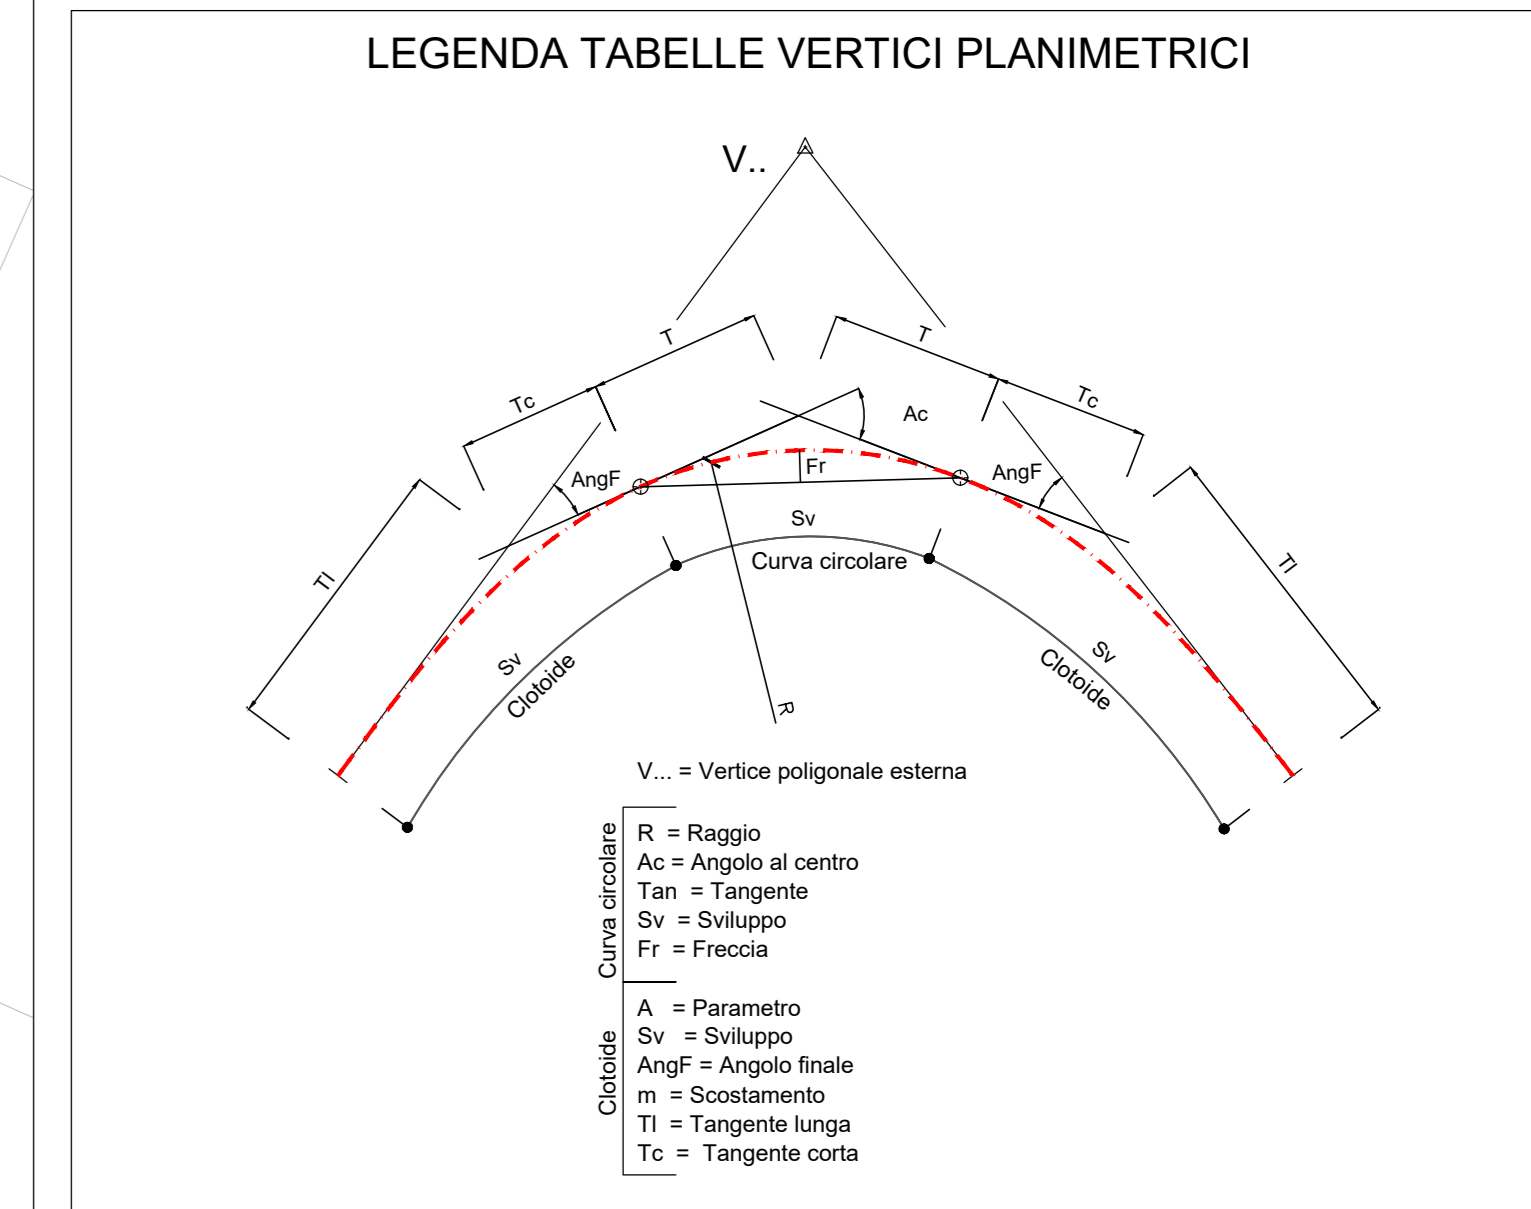 LEGENDA TABELLE VERTICI PLANIMETRICI
V..
T
T
Tc
Tc
Ac
AngF
Fr
AngF
Sv
Curva circolare
Tl
Tl
Sv
Clotoide
Sv
Clotoide
R
V... = Vertice poligonale esterna
Curva circolare
R = Raggio
Ac = Angolo al centro
Tan = Tangente
Sv = Sviluppo
Fr = Freccia
Clotoide
A = Parametro
Sv = Sviluppo
AngF = Angolo finale
m = Scostamento
Tl = Tangente lunga
Tc = Tangente corta